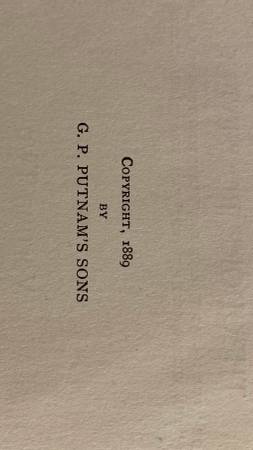 Copyright, 1889
BY
G. P. PUTNAM'S SONS